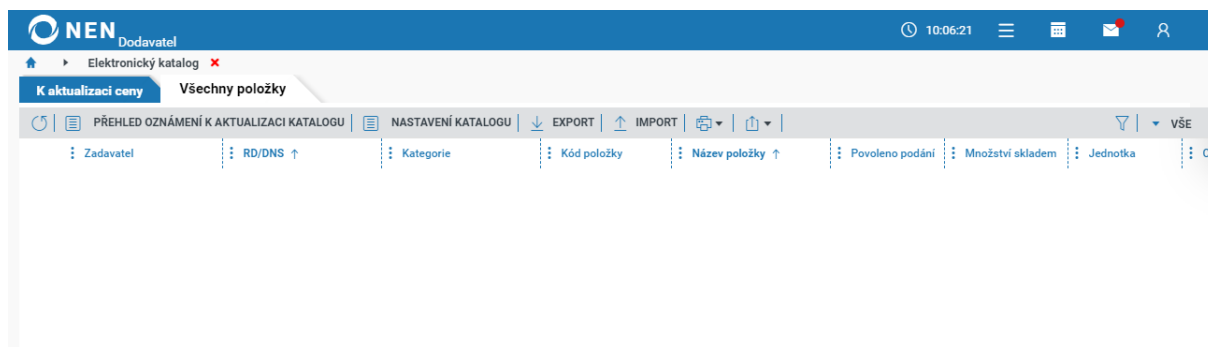 NEN Dodavatel 10:06:21
Elektronický katalog
K aktualizaci ceny Všechny položky
PŘEHLED OZNÁMENÍ K AKTUALIZACI KATALOGU NASTAVENÍ KATALOGU EXPORT IMPORT VŠE
Zadavatel RD/DNS Kategorie Kód položky Název položky Povoleno podání Množství skladem Jednotka